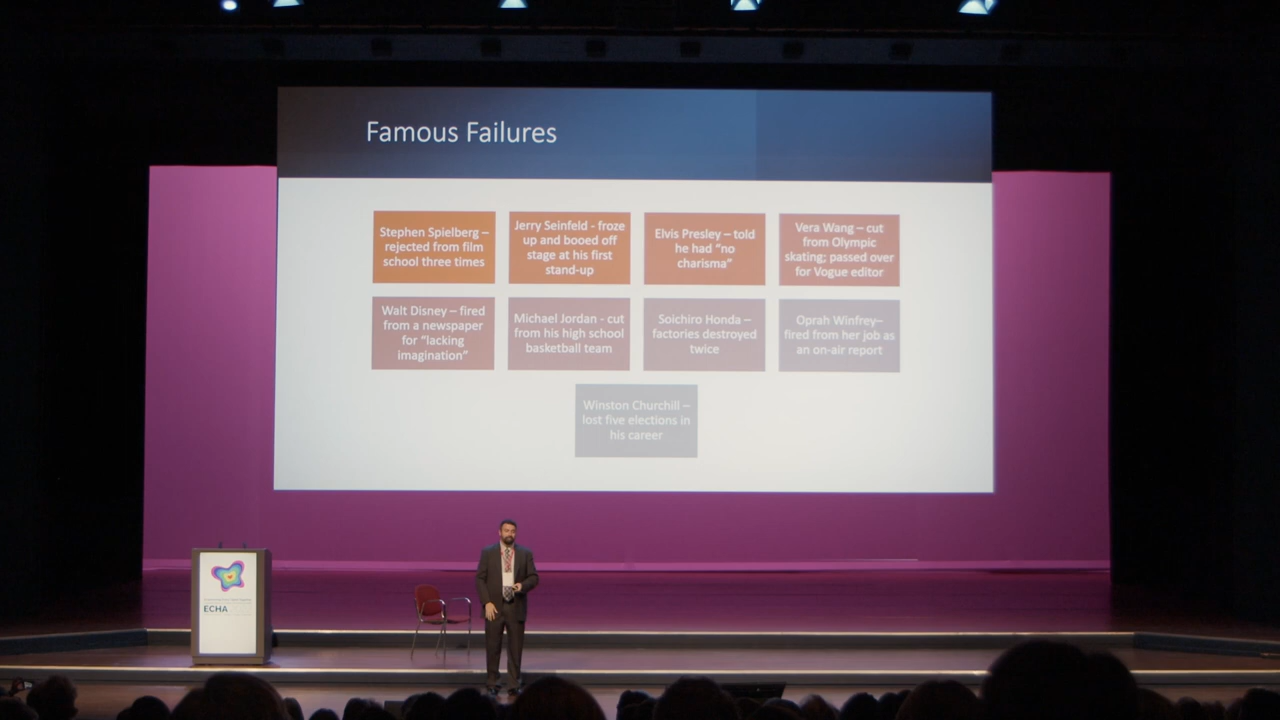 Famous Failures
Stephen Spielberg –
rejected from film
school three times
Jerry Seinfeld - froze
up and booed off
stage at his first
stand-up
Elvis Presley – told
he had “no
charisma”
Vera Wang – cut
from Olympic
skating; passed over
for Vogue editor
Walt Disney – fired
from a newspaper
for “lacking
imagination”
Michael Jordan - cut
from his high school
basketball team
Soichiro Honda –
factories destroyed
twice
Oprah Winfrey–
fired from her job as
an on-air report
Winston Churchill –
lost five elections in
his career
ECHA